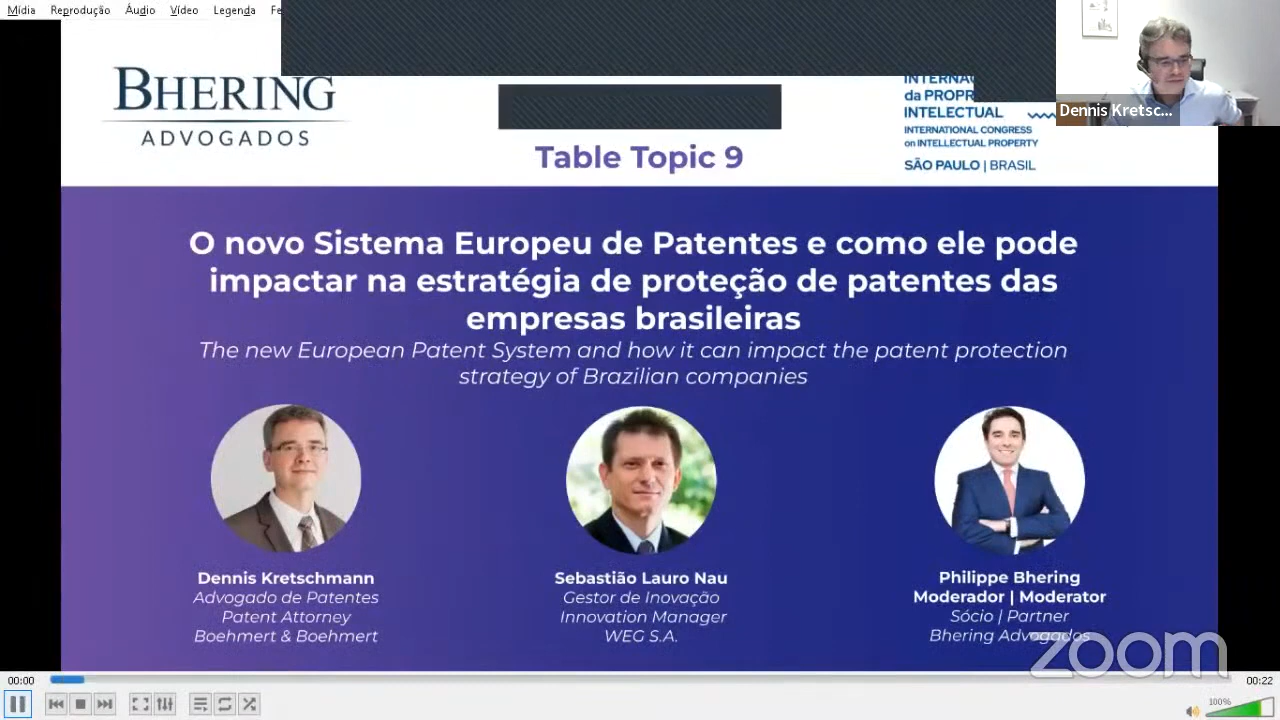 Mídia Reprodução Áudio Vídeo Legenda
BHERING
ADVOGADOS
Table Topic 9
da
INTELECTUAL
INTERNATIONAL CONGRESS
on INTELLECTUAL PROPERTY
SÃO PAULO | BRASIL
Dennis Kretsc...
O novo Sistema Europeu de Patentes e como ele pode
impactar na estratégia de proteção de patentes das
empresas brasileiras
The new European Patent System and how it can impact the patent protection
strategy of Brazilian companies
Dennis Kretschmann
Advogado de Patentes
Patent Attorney
Boehmert & Boehmert
Sebastião Lauro Nau
Gestor de Inovação
Innovation Manager
WEG S.A.
Philippe Bhering
Moderador | Moderator
Sócio | Partner
Bhering Advogados
zoom
00:00
00:22
100%